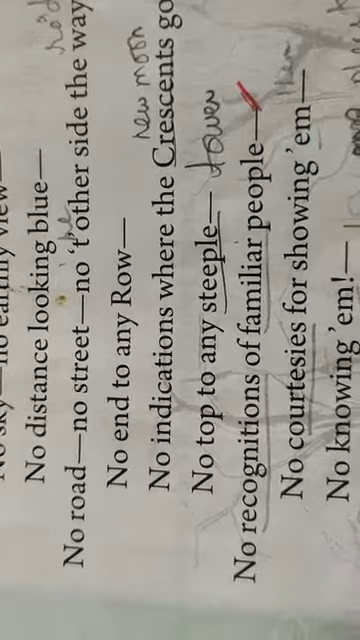 No distance looking blue—
No road—no street—no 't'other side the way
No end to any Row—
new moon
No indications where the Crescents go
No top to any steeple— tower
No recognitions of familiar people—
No courtesies for showing 'em—
them
No knowing 'em!—